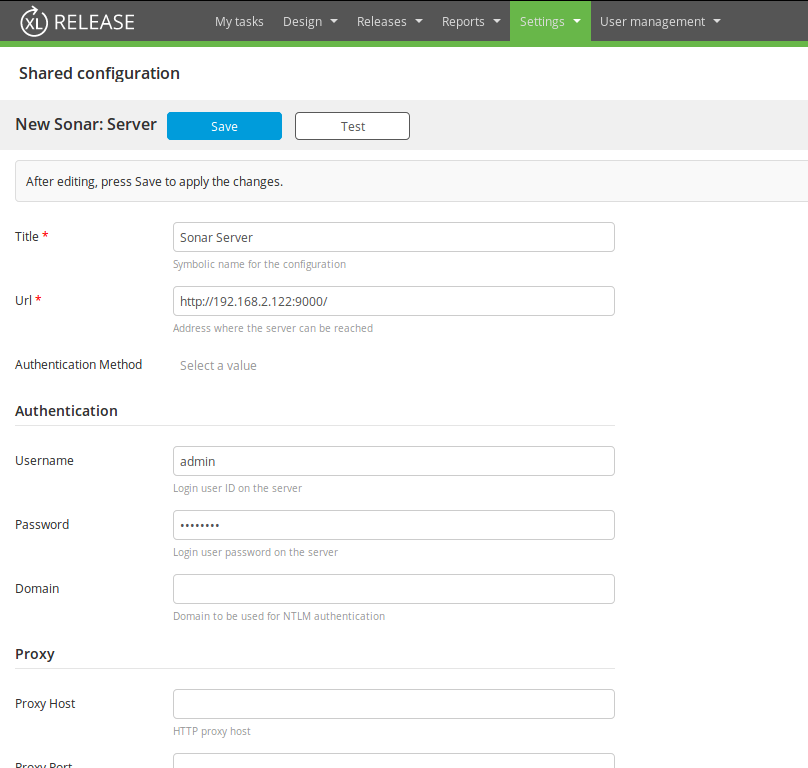 XL RELEASE My tasks Design Releases Reports Settings User management
Shared configuration
New Sonar: Server Save Test
After editing, press Save to apply the changes.
Title * Sonar Server
Symbolic name for the configuration
Url * http://192.168.2.122:9000/
Address where the server can be reached
Authentication Method Select a value
Authentication
Username admin
Login user ID on the server
Password ••••••••
Login user password on the server
Domain
Domain to be used for NTLM authentication
Proxy
Proxy Host
HTTP proxy host
Proxy Port